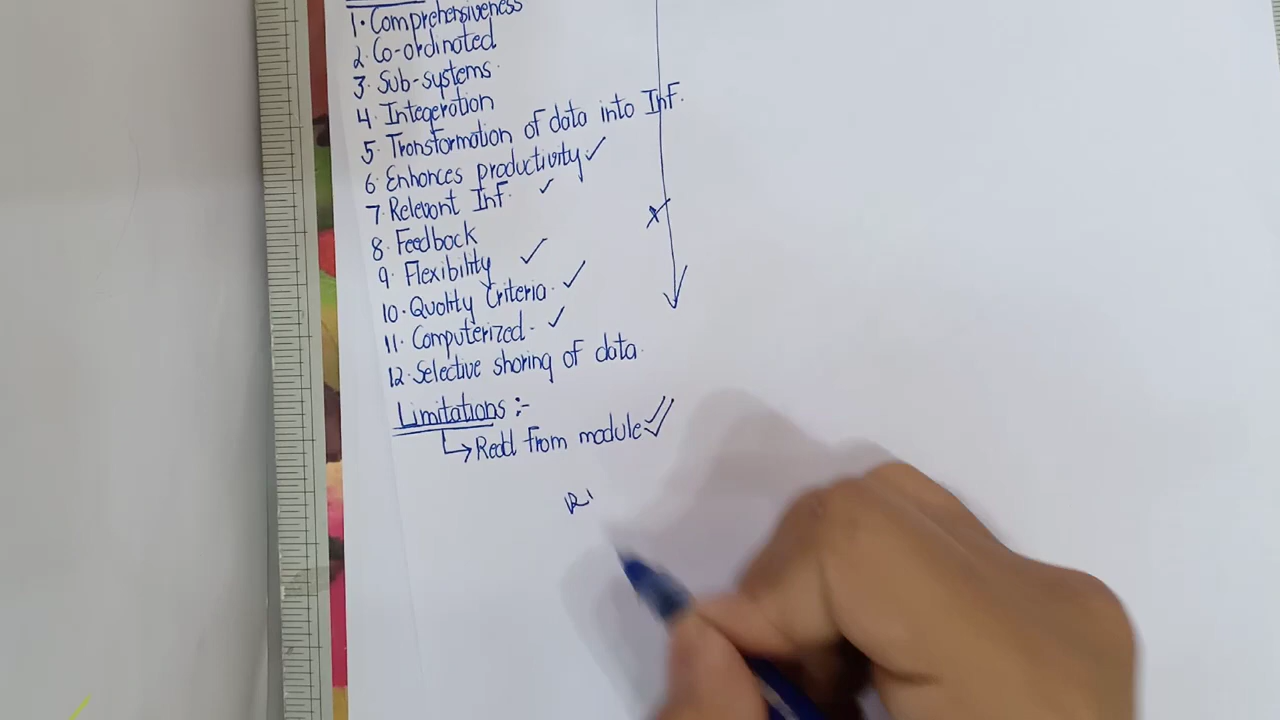 1. Comprehensiveness
2. Co-ordinated
3. Sub-systems.
4. Integeration
5. Transformation of data into Inf.
6. Enhances productivity ✓
7. Relevant Inf. ✓
8. Feedback
9. Flexibility ✓
10. Quality Criteria. ✓
11. Computerized. ✓
12. Selective sharing of data.
Limitations :-
↳ Read from module ✓